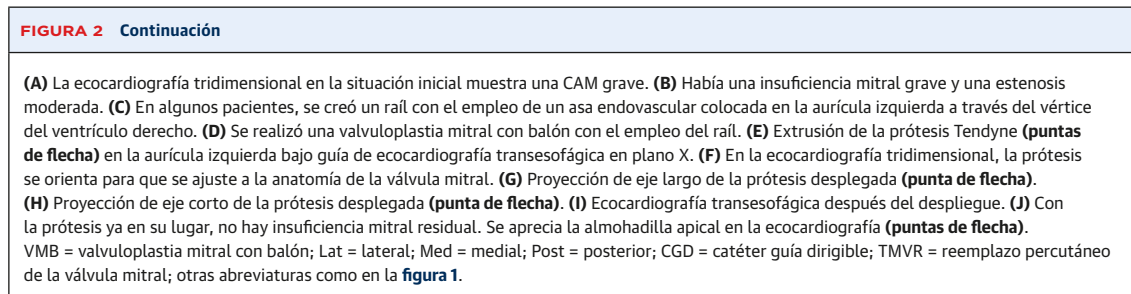 FIGURA 2 Continuación
(A) La ecocardiografía tridimensional en la situación inicial muestra una CAM grave. (B) Había una insuficiencia mitral grave y una estenosis
moderada. (C) En algunos pacientes, se creó un raíl con el empleo de un asa endovascular colocada en la aurícula izquierda a través del vértice
del ventrículo derecho. (D) Se realizó una valvuloplastia mitral con balón con el empleo del raíl. (E) Extrusión de la prótesis Tendyne (puntas
de flecha) en la aurícula izquierda bajo guía de ecocardiografía transesofágica en plano X. (F) En la ecocardiografía tridimensional, la prótesis
se orienta para que se ajuste a la anatomía de la válvula mitral. (G) Proyección de eje largo de la prótesis desplegada (punta de flecha).
(H) Proyección de eje corto de la prótesis desplegada (punta de flecha). (I) Ecocardiografía transesofágica después del despliegue. (J) Con
la prótesis ya en su lugar, no hay insuficiencia mitral residual. Se aprecia la almohadilla apical en la ecocardiografía (puntas de flecha).
VMB = valvuloplastia mitral con balón; Lat = lateral; Med = medial; Post = posterior; CGD = catéter guía dirigible; TMVR = reemplazo percutáneo
de la válvula mitral; otras abreviaturas como en la figura 1.